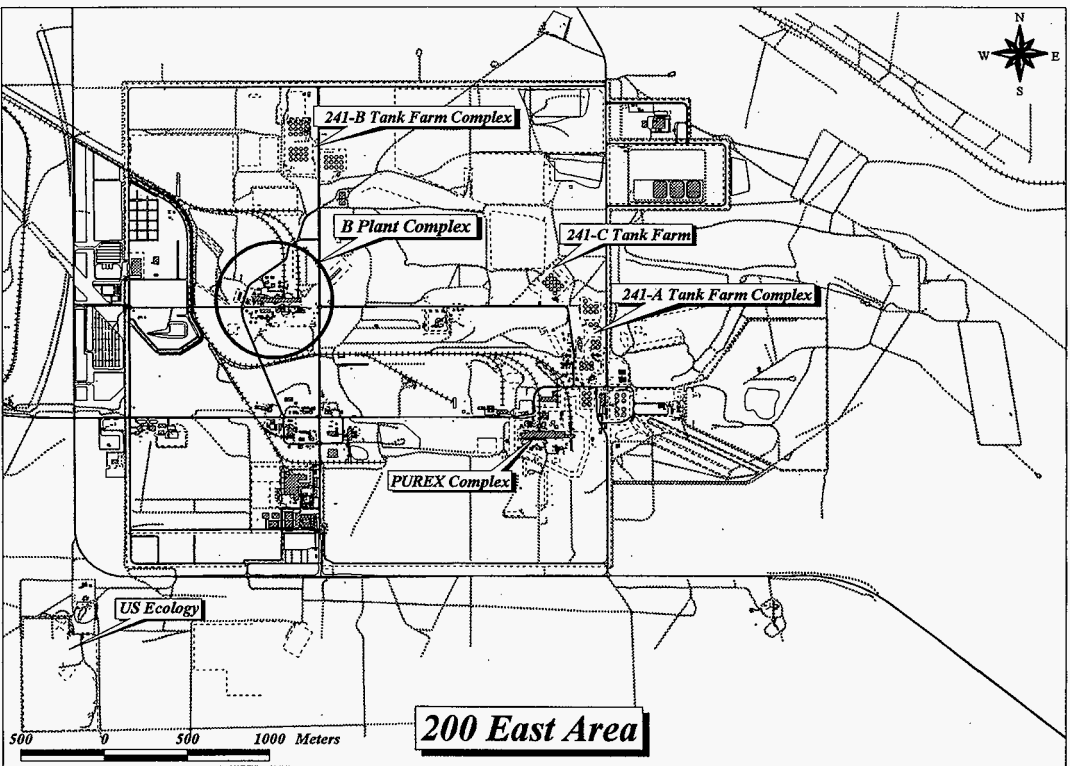 N
W E
S
241-B Tank Farm Complex
B Plant Complex
241-C Tank Farm
241-A Tank Farm Complex
PUREX Complex
US Ecology
200 East Area
500 0 500 1000 Meters